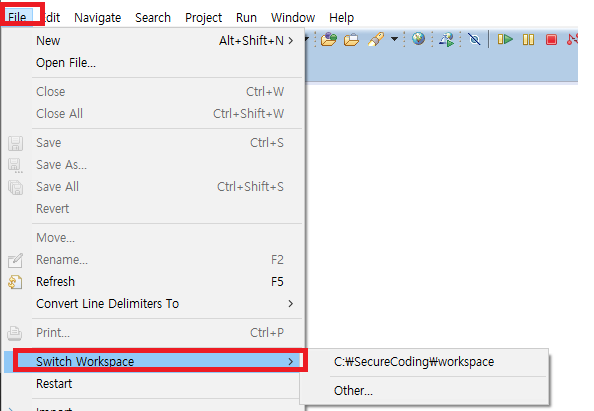 File Edit Navigate Search Project Run Window Help
New Alt+Shift+N >
Open File...
Close Ctrl+W
Close All Ctrl+Shift+W
Save Ctrl+S
Save As...
Save All Ctrl+Shift+S
Revert
Move...
Rename... F2
Refresh F5
Convert Line Delimiters To >
Print... Ctrl+P
Switch Workspace >
C:₩SecureCoding₩workspace
Restart
Other...
Import